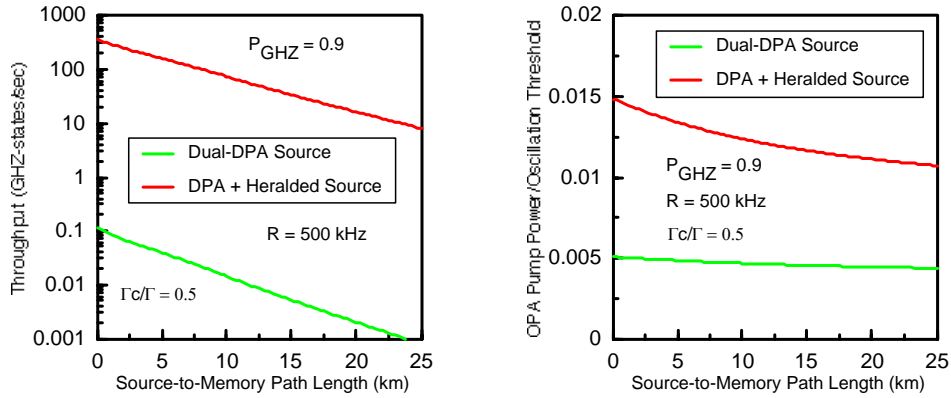 Throughput (GHZ-states/sec)
1000
100
10
1
0.1
0.01
0.001
P_GHZ = 0.9
Dual-DPA Source
DPA + Heralded Source
R = 500 kHz
Γc/Γ = 0.5
0 5 10 15 20 25
Source-to-Memory Path Length (km)
OPA Pump Power/Oscillation Threshold
0.02
0.015
0.01
0.005
0
Dual-DPA Source
DPA + Heralded Source
P_GHZ = 0.9
R = 500 kHz
Γc/Γ = 0.5
0 5 10 15 20 25
Source-to-Memory Path Length (km)